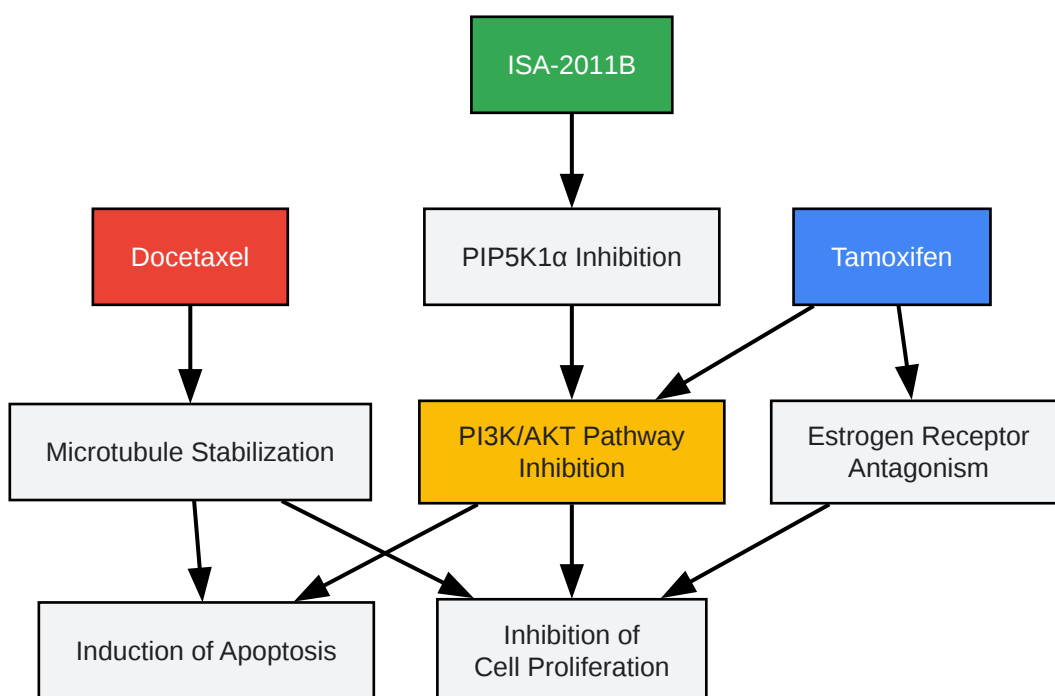 ISA-2011B
Docetaxel
PIP5K1α Inhibition
Tamoxifen
Microtubule Stabilization
PI3K/AKT Pathway
Inhibition
Estrogen Receptor
Antagonism
Induction of Apoptosis
Inhibition of
Cell Proliferation